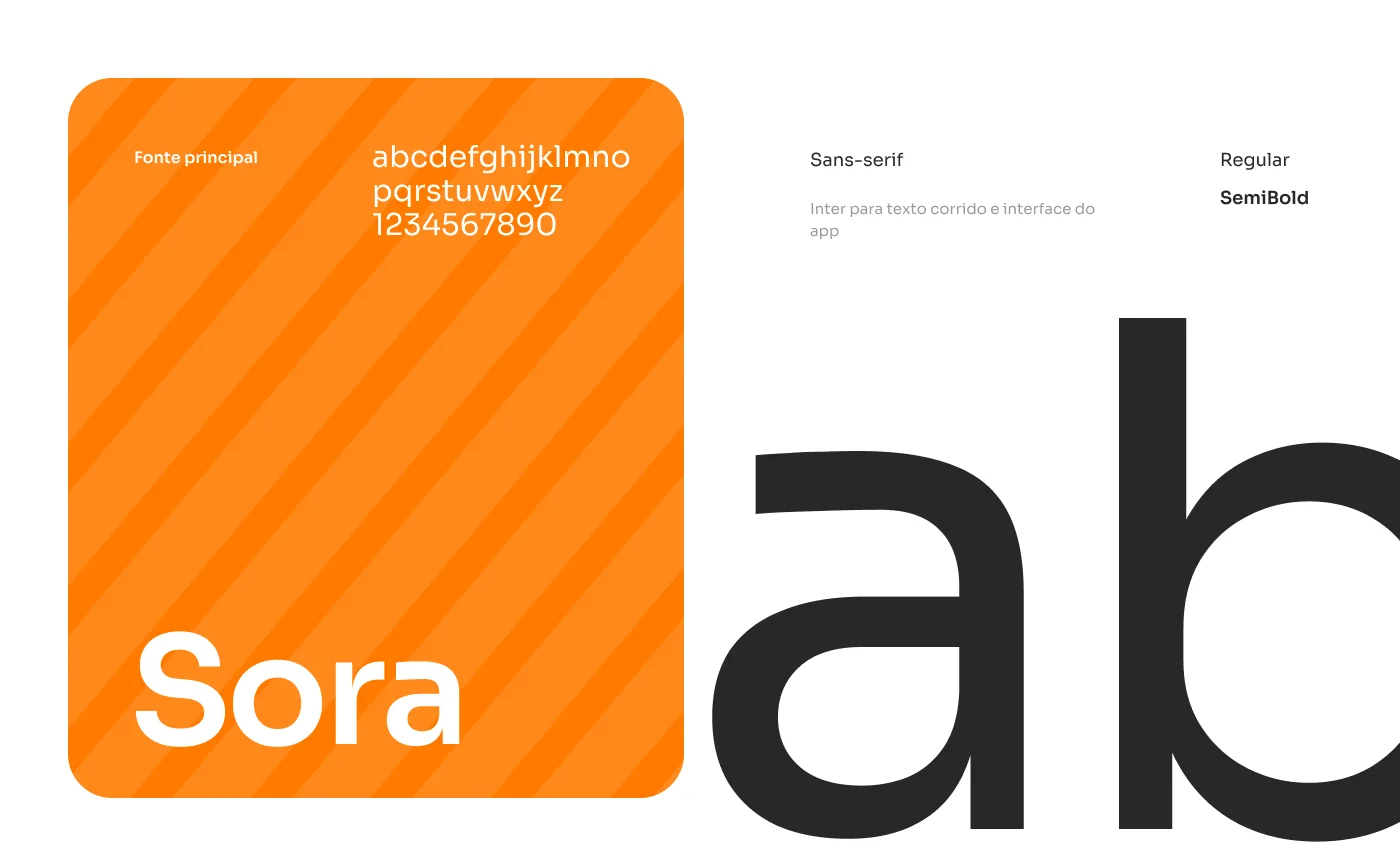 Fonte principal
abcdefghijklmno
pqrstuvwxyz
1234567890
Sora
Sans-serif
Inter para texto corrido e interface do
app
Regular
SemiBold
ab